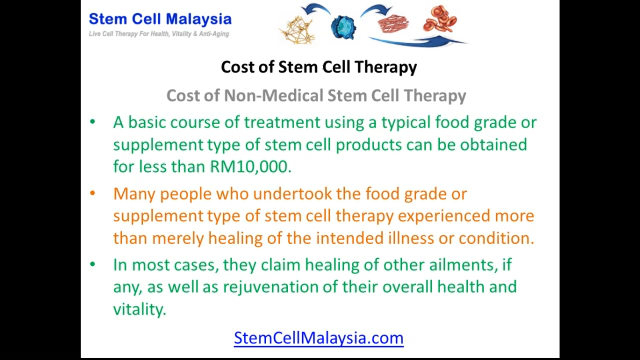 Stem Cell Malaysia
Live Cell Therapy For Health, Vitality & Anti-Aging
Cost of Stem Cell Therapy
Cost of Non-Medical Stem Cell Therapy
• A basic course of treatment using a typical food grade or
supplement type of stem cell products can be obtained
for less than RM10,000.
• Many people who undertook the food grade or
supplement type of stem cell therapy experienced more
than merely healing of the intended illness or condition.
• In most cases, they claim healing of other ailments, if
any, as well as rejuvenation of their overall health and
vitality.
StemCellMalaysia.com